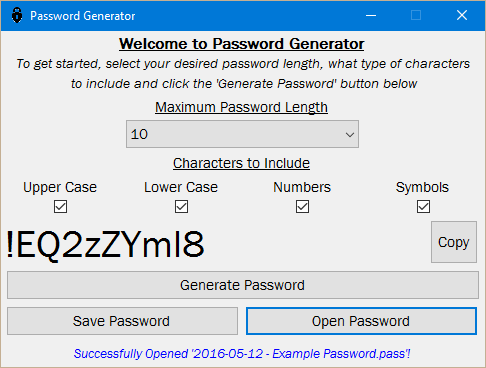 Password Generator
Welcome to Password Generator
To get started, select your desired password length, what type of characters
to include and click the 'Generate Password' button below
Maximum Password Length
10
Characters to Include
Upper Case Lower Case Numbers Symbols
!EQ2zZYml8 Copy
Generate Password
Save Password Open Password
Successfully Opened '2016-05-12 - Example Password.pass'!